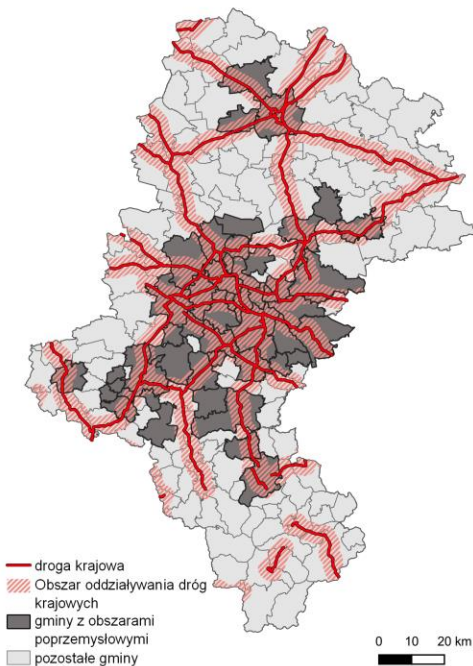 droga krajowa
Obszar oddziaływania dróg
krajowych
gminy z obszarami
poprzemysłowymi
pozostałe gminy
0 10 20 km